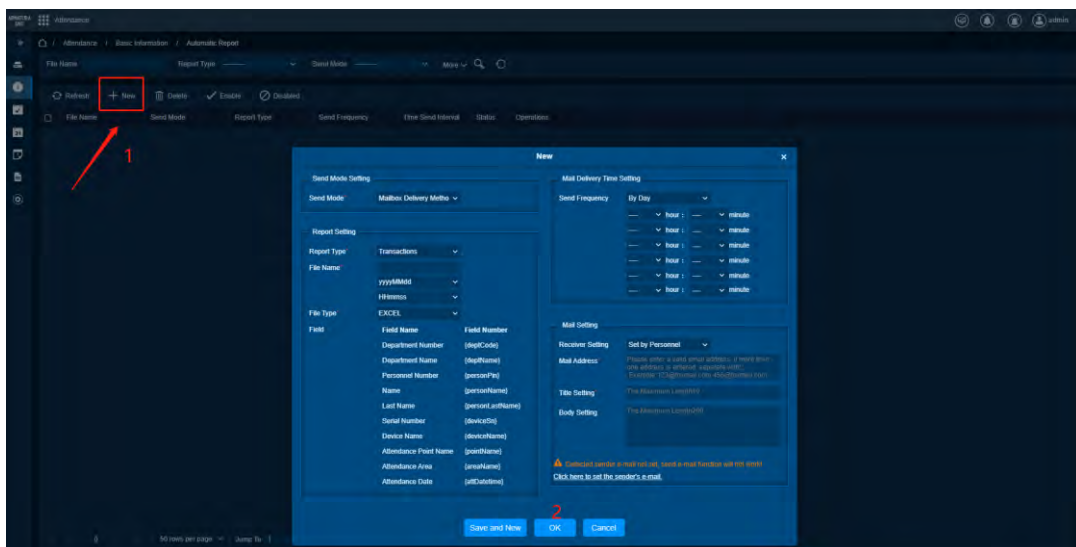 Attendance
admin
/ Attendance / Basic Information / Automatic Report
File Name Report Type Send Mode More
Refresh New Delete Enable Disabled
File Name Send Mode Report Type Send Frequency Time Send Interval Status Operations
1
New ×
Send Mode Setting
Send Mode* Mailbox Delivery Metho
Report Setting
Report Type* Transactions
File Name*
yyyyMMdd
HHmmss
File Type* EXCEL
Field Field Name Field Number
Department Number {deptCode}
Department Name {deptName}
Personnel Number {personPin}
Name {personName}
Last Name {personLastName}
Serial Number {deviceSn}
Device Name {deviceName}
Attendance Point Name {pointName}
Attendance Area {areaName}
Attendance Date {attDatetime}
Mail Delivery Time Setting
Send Frequency By Day
---- hour : ---- minute
---- hour : ---- minute
---- hour : ---- minute
---- hour : ---- minute
---- hour : ---- minute
---- hour : ---- minute
Mail Setting
Receiver Setting Set by Personnel
Mail Address*
Title Setting The Maximum
Body Setting The Maximum
Click here to set the sender's e-mail.
2
Save and New OK Cancel
50 rows per page Jump To